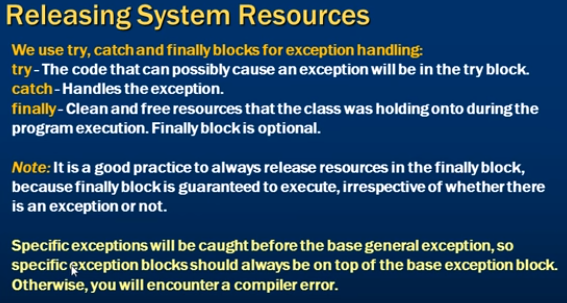 Releasing System Resources
We use try, catch and finally blocks for exception handling:
try - The code that can possibly cause an exception will be in the try block.
catch - Handles the exception.
finally - Clean and free resources that the class was holding onto during the
program execution. Finally block is optional.
Note: It is a good practice to always release resources in the finally block,
because finally block is guaranteed to execute, irrespective of whether there
is an exception or not.
Specific exceptions will be caught before the base general exception, so
specific exception blocks should always be on top of the base exception block.
Otherwise, you will encounter a compiler error.